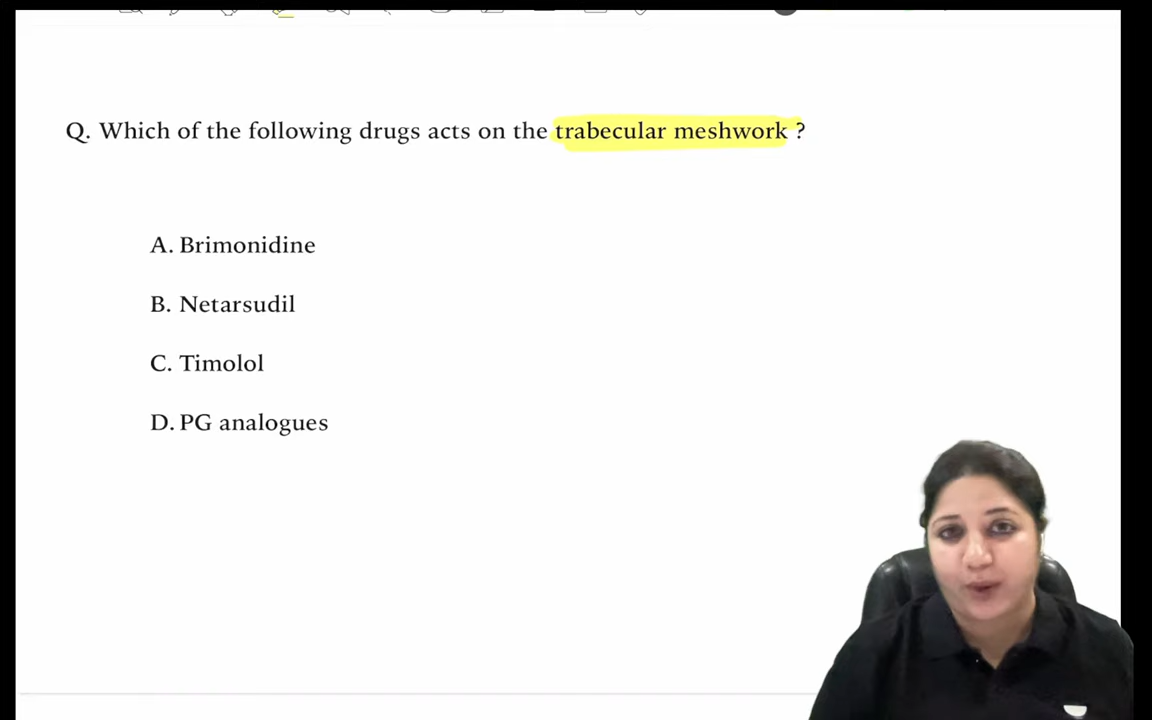 Q. Which of the following drugs acts on the trabecular meshwork ?
A. Brimonidine
B. Netarsudil
C. Timolol
D. PG analogues